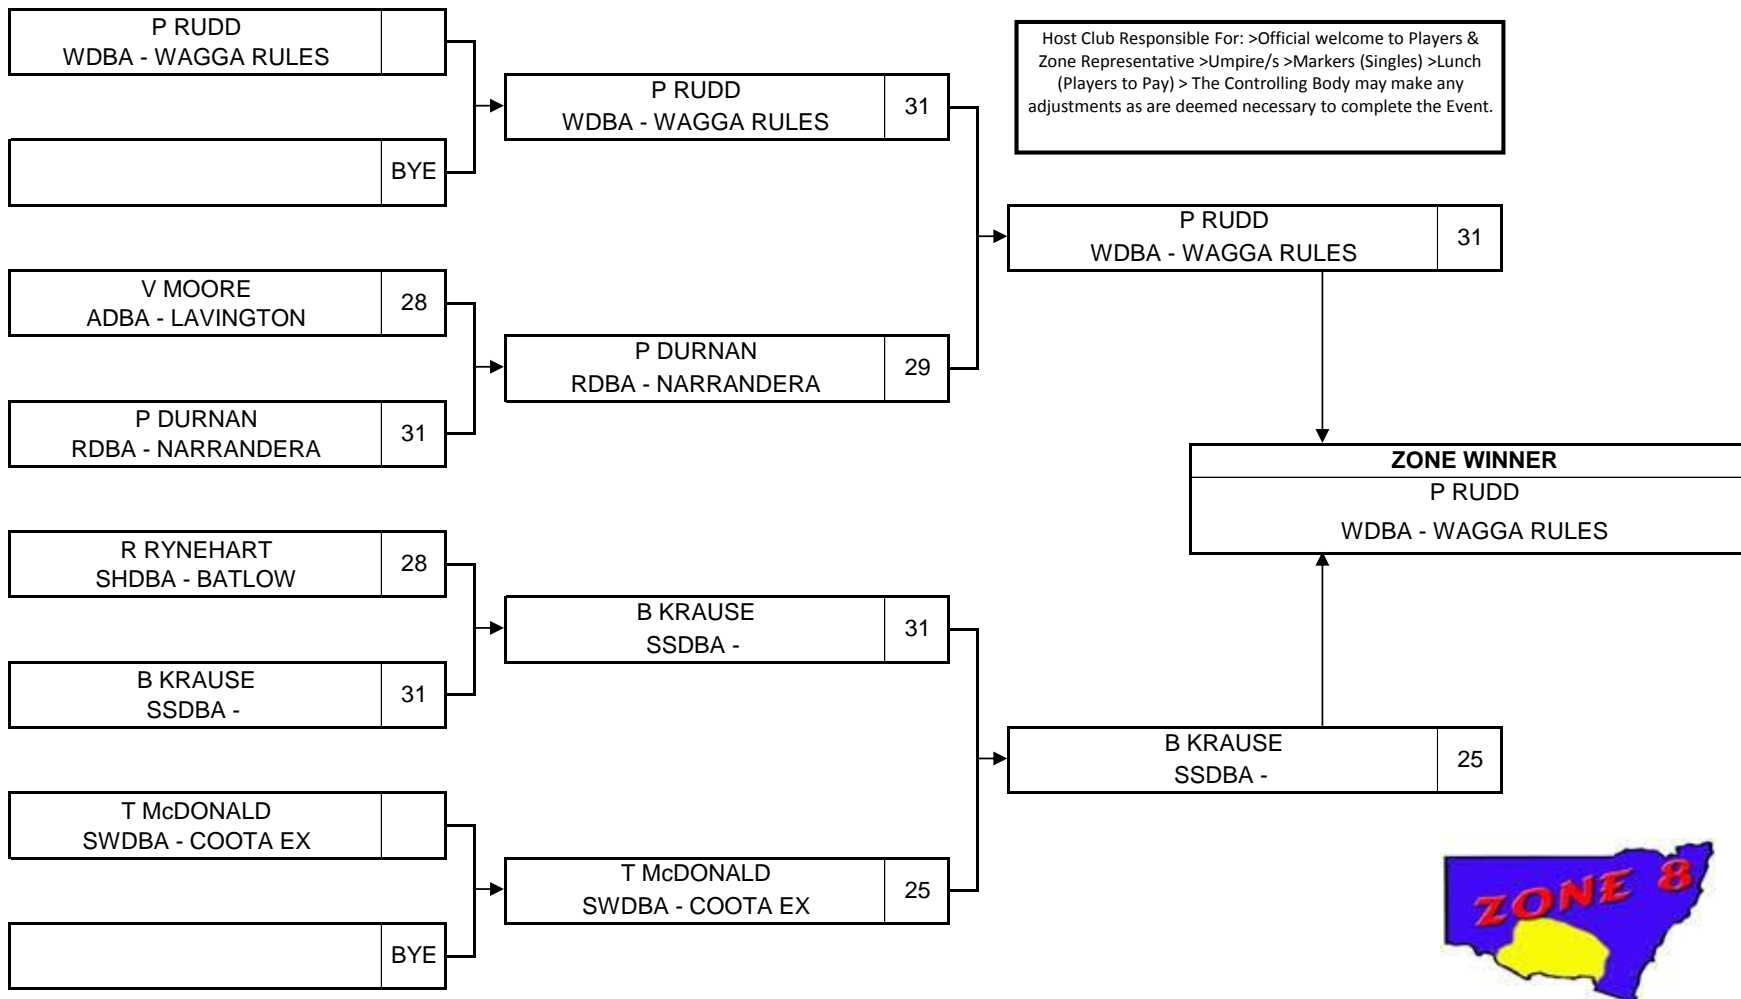 P RUDD
WDBA - WAGGA RULES
BYE
V MOORE
ADBA - LAVINGTON
28
P DURNAN
RDBA - NARRANDERA
31
R RYNEHART
SHDBA - BATLOW
28
B KRAUSE
SSDBA -
31
T McDONALD
SWDBA - COOTA EX
BYE
P RUDD
WDBA - WAGGA RULES
31
P DURNAN
RDBA - NARRANDERA
29
B KRAUSE
SSDBA -
31
T McDONALD
SWDBA - COOTA EX
25
Host Club Responsible For: >Official welcome to Players &
Zone Representative >Umpire/s >Markers (Singles) >Lunch
(Players to Pay) > The Controlling Body may make any
adjustments as are deemed necessary to complete the Event.
P RUDD
WDBA - WAGGA RULES
31
B KRAUSE
SSDBA -
25
ZONE WINNER
P RUDD
WDBA - WAGGA RULES
ZONE 8